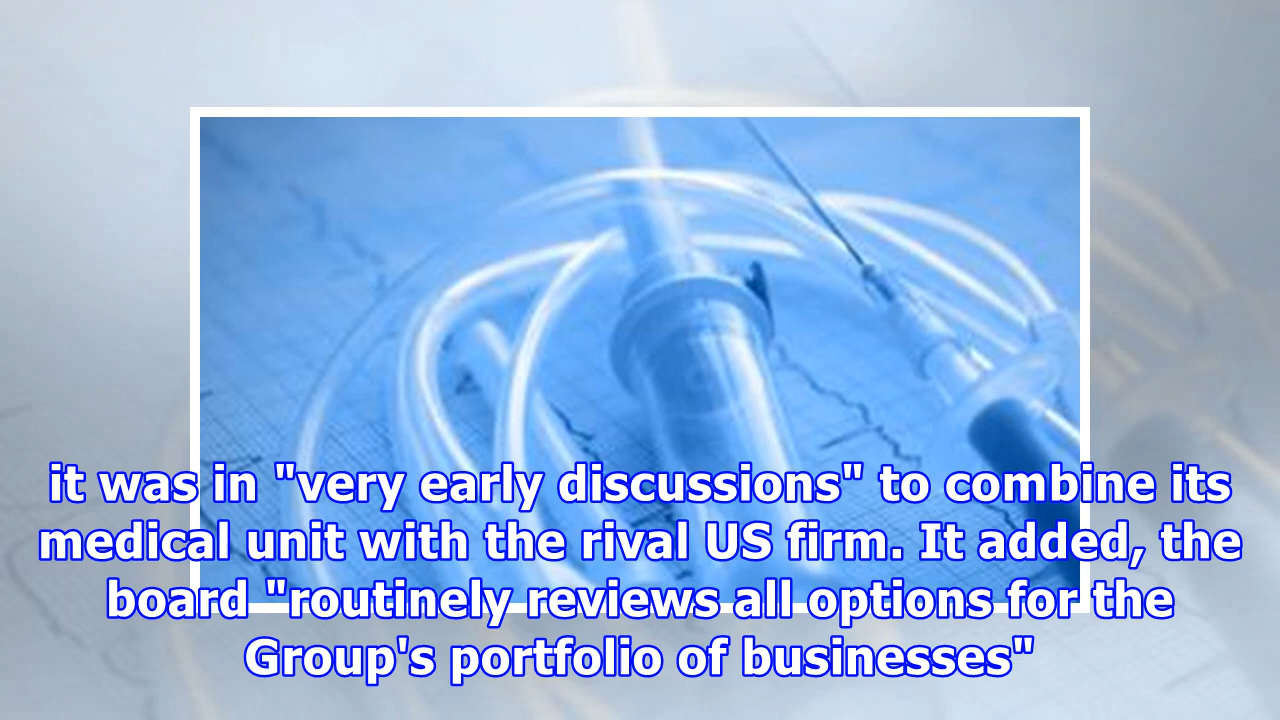 it was in "very early discussions" to combine its
medical unit with the rival US firm. It added, the
board "routinely reviews all options for the
Group's portfolio of businesses"